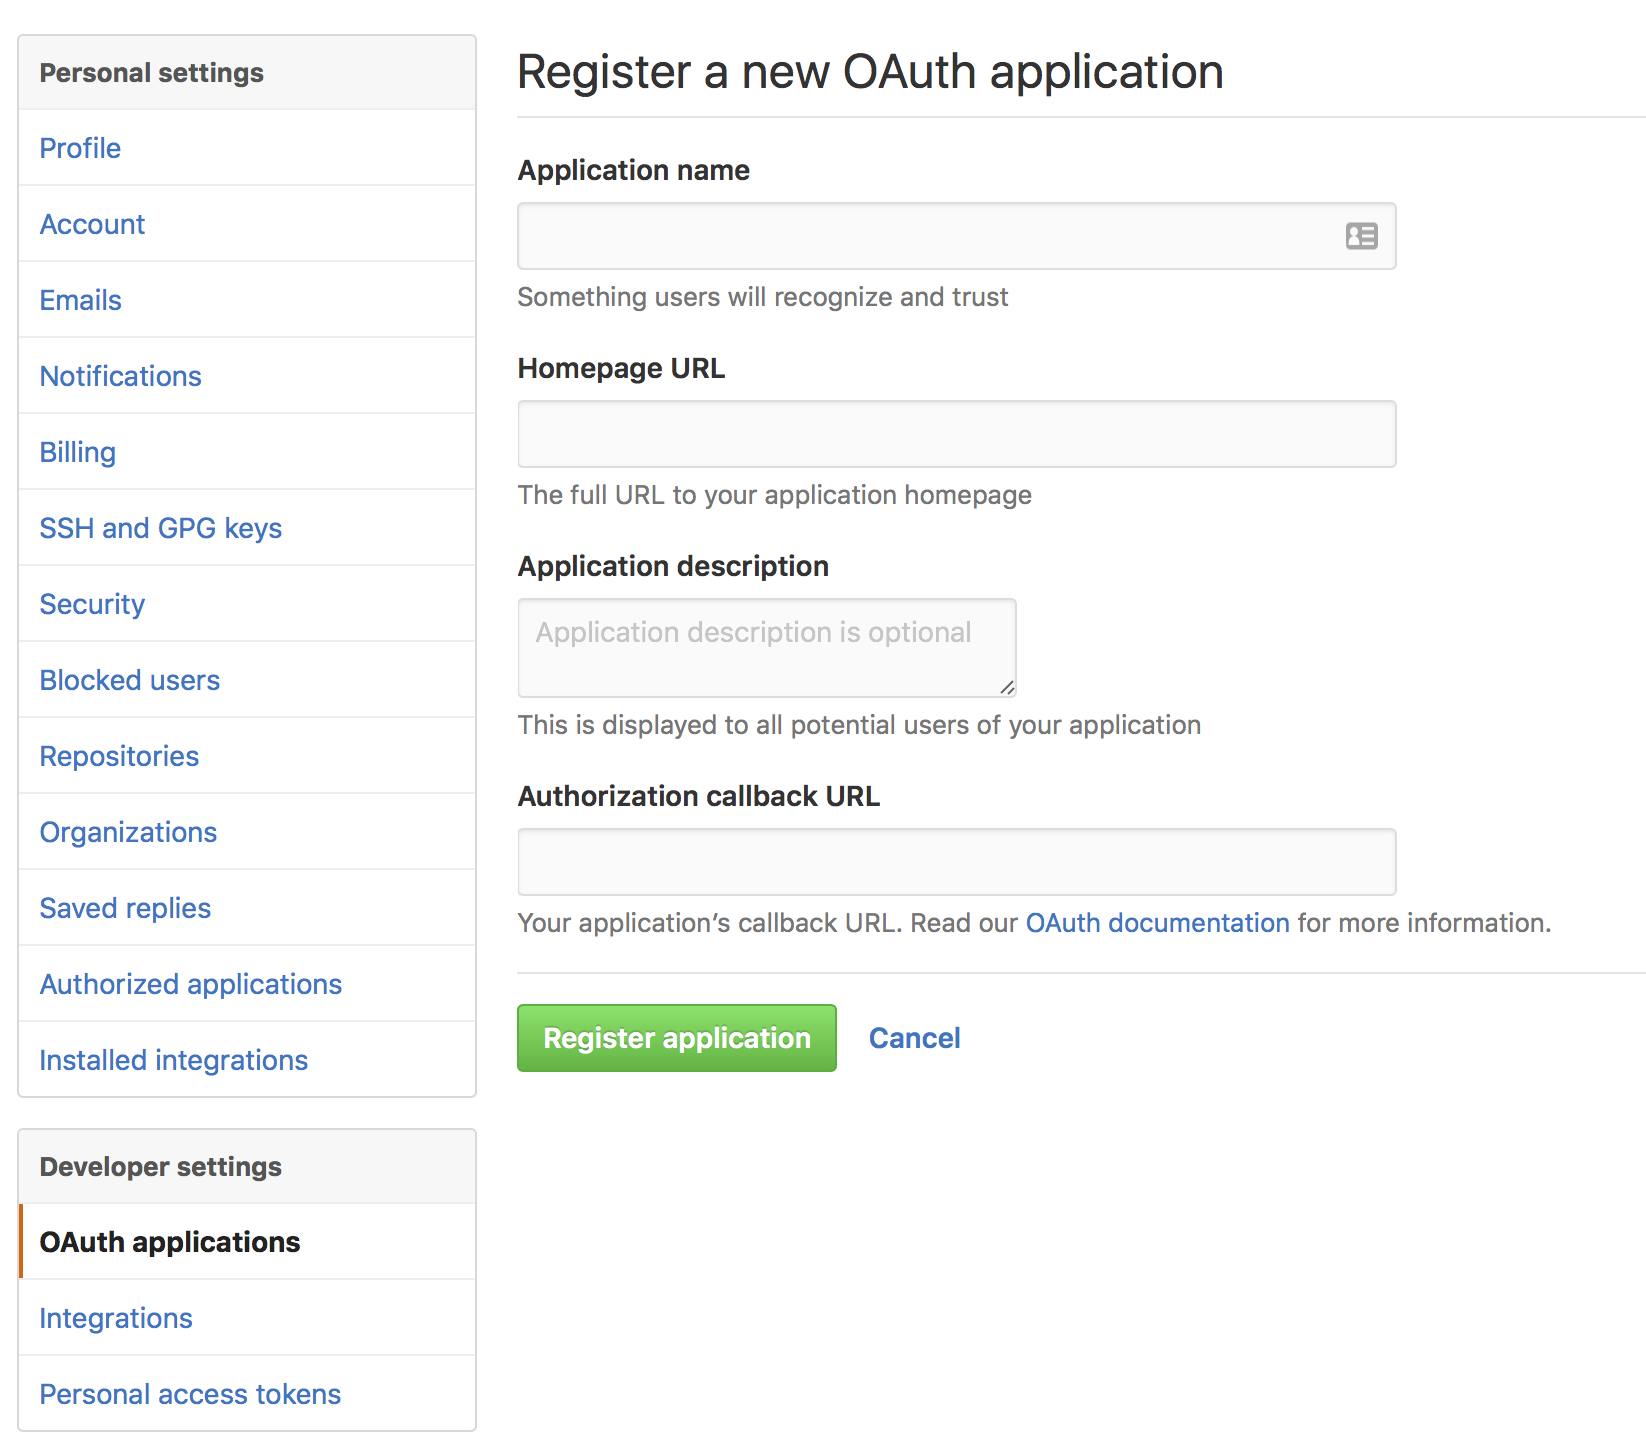 Personal settings
Profile
Account
Emails
Notifications
Billing
SSH and GPG keys
Security
Blocked users
Repositories
Organizations
Saved replies
Authorized applications
Installed integrations
Developer settings
OAuth applications
Integrations
Personal access tokens
Register a new OAuth application
Application name
Something users will recognize and trust
Homepage URL
The full URL to your application homepage
Application description
Application description is optional
This is displayed to all potential users of your application
Authorization callback URL
Your application’s callback URL. Read our OAuth documentation for more information.
Register application Cancel